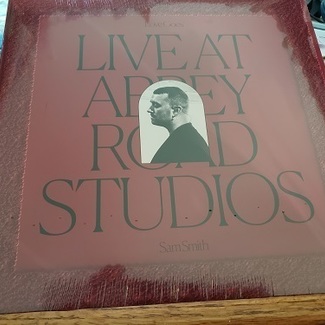 LIVE AT
ABBEY
ROAD
STUDIOS
Sam Smith